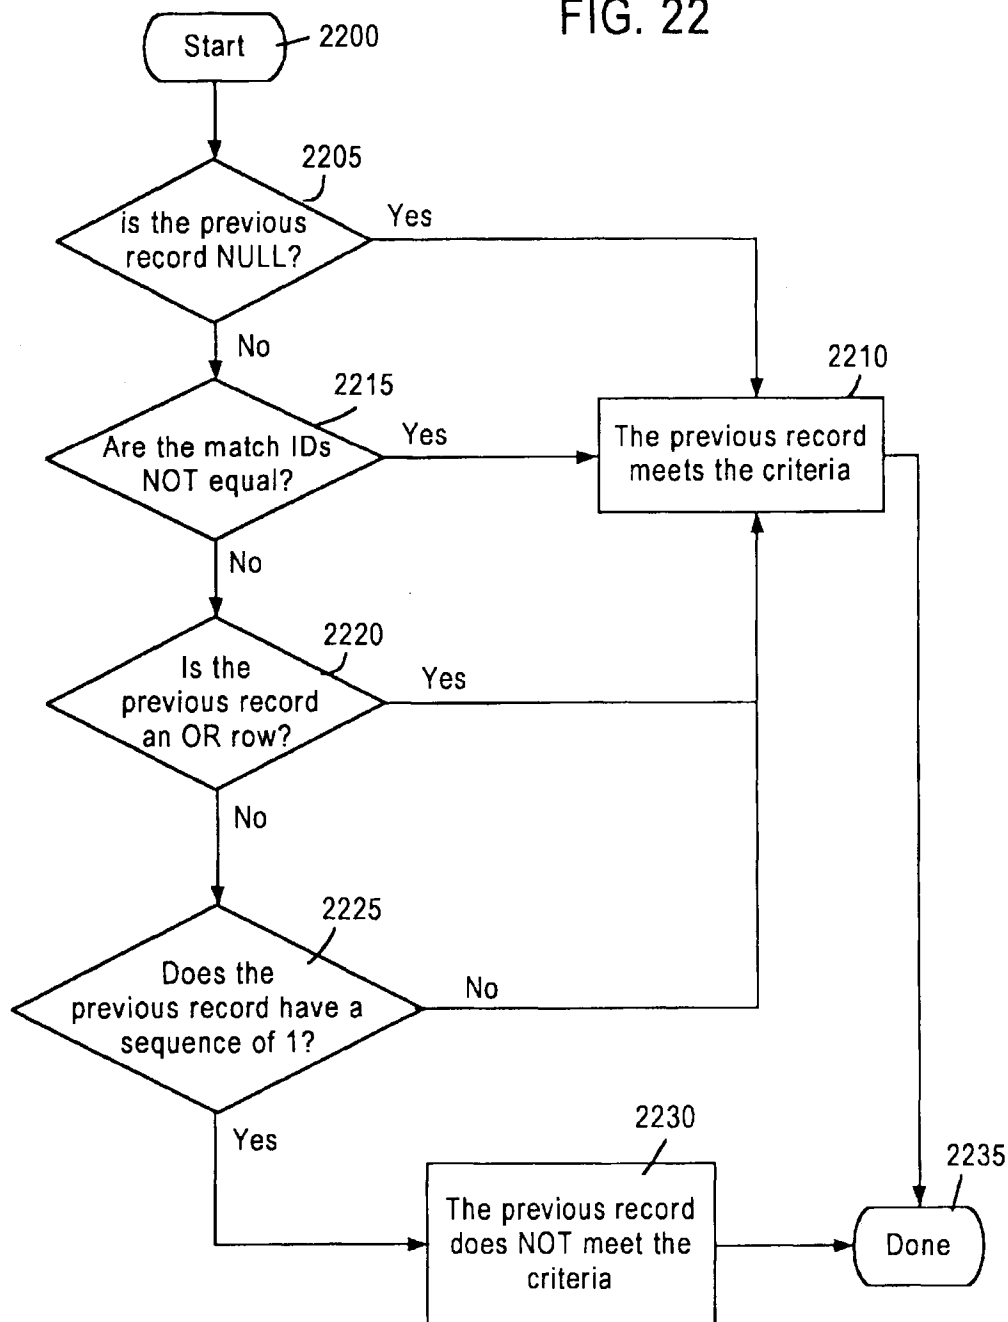 FIG. 22
Start
2200
2205
is the previous
record NULL?
Yes
No
2210
2215
Are the match IDs
NOT equal?
Yes
The previous record
meets the criteria
No
2220
Is the
previous record
an OR row?
Yes
No
2225
Does the
previous record have a
sequence of 1?
No
Yes
2230
2235
The previous record
does NOT meet the
criteria
Done